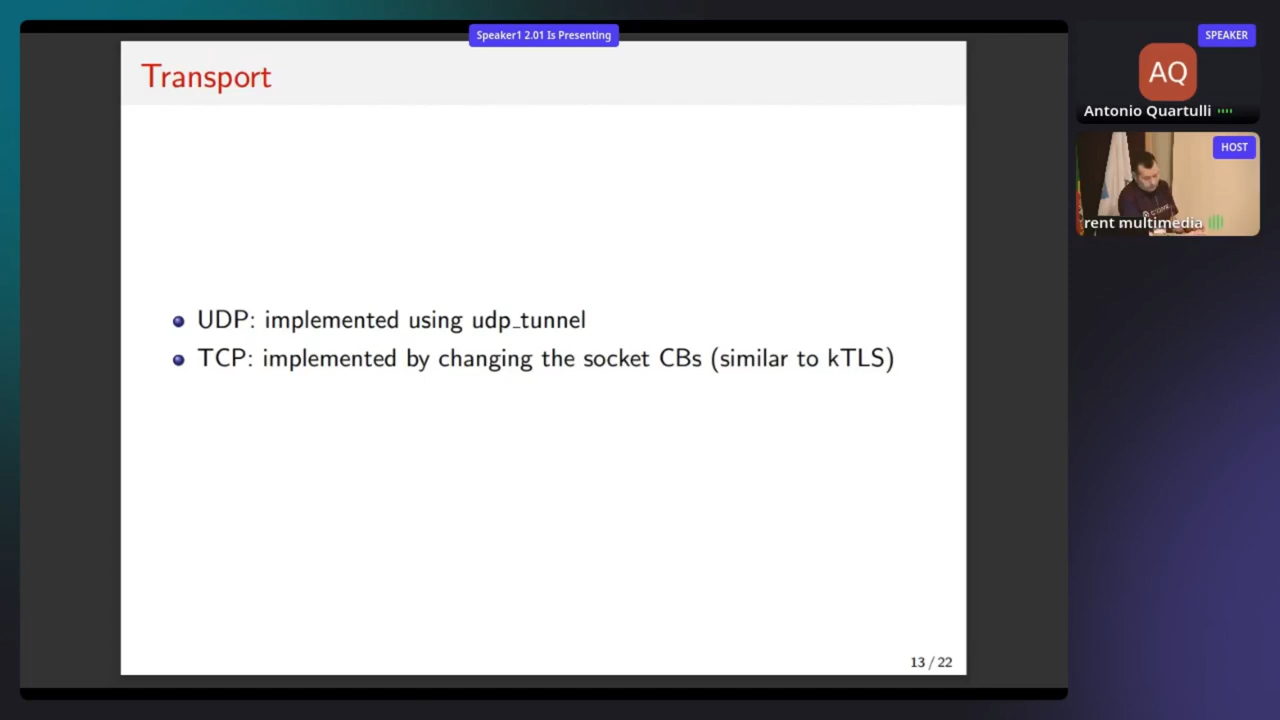 Speaker1 2.01 Is Presenting
Transport
UDP: implemented using udp_tunnel
TCP: implemented by changing the socket CBs (similar to kTLS)
13 / 22
SPEAKER
AQ
Antonio Quartulli
HOST
rent multimedia